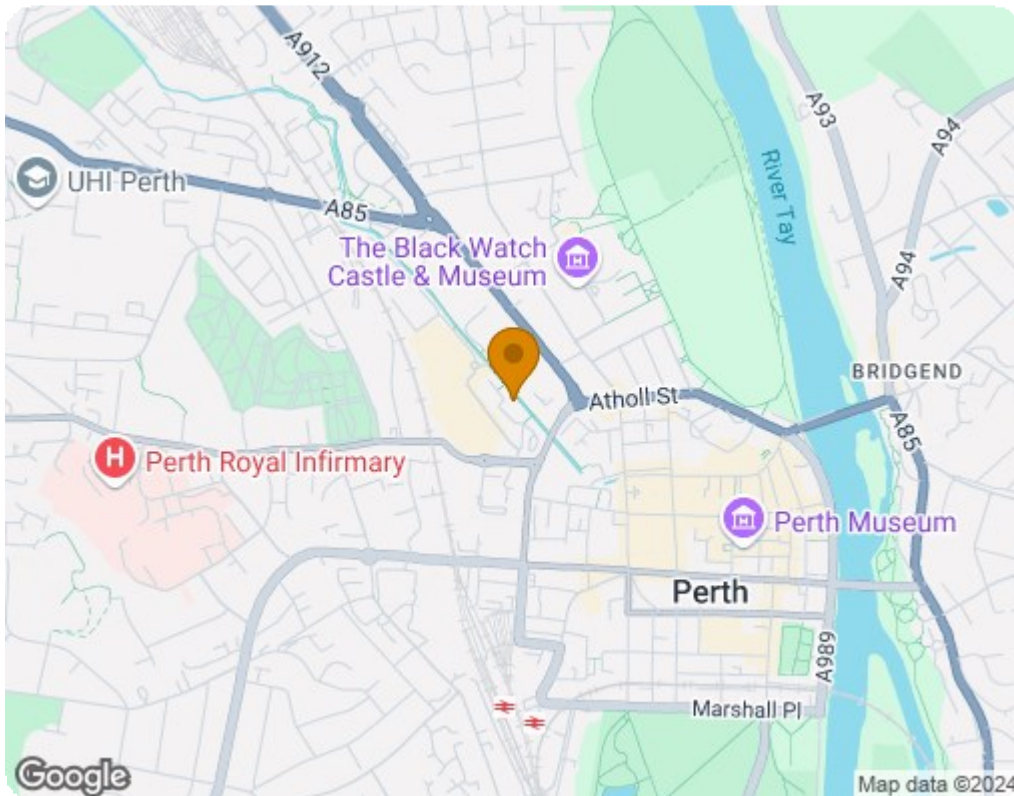 A912
A93
A94
River Tay
UHI Perth
A85
The Black Watch
Castle & Museum
A94
BRIDGEND
Atholl St
A85
H
Perth Royal Infirmary
Perth Museum
Perth
A989
Marshall Pl
Google
Map data ©2024